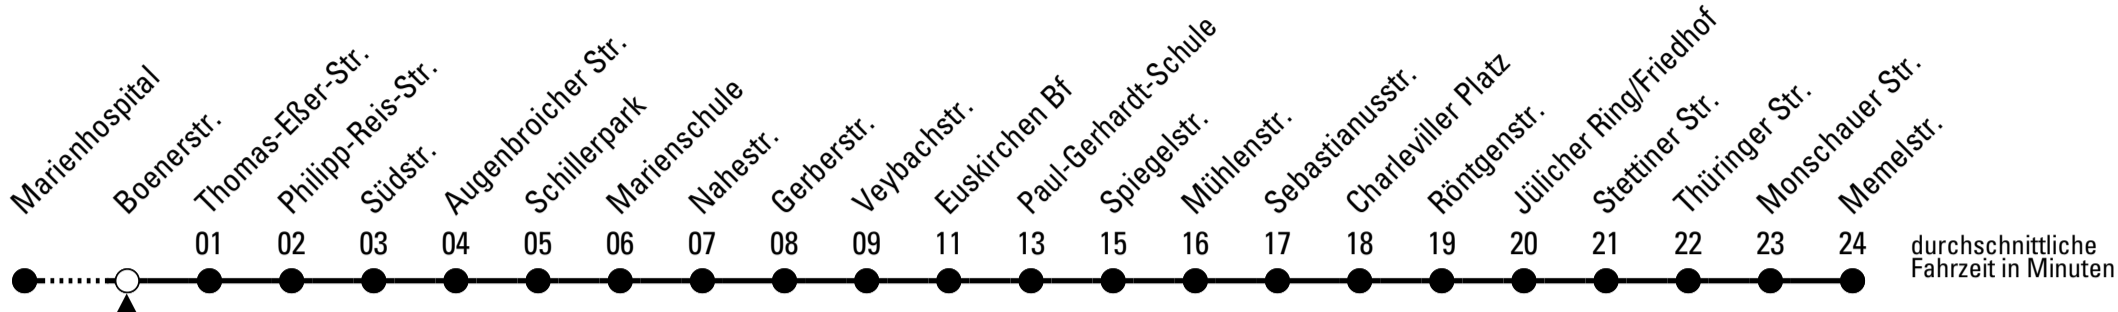 Marienhospital
Boenerstr.
Thomas-Eßer-Str.
Philipp-Reis-Str.
Südstr.
Augenbroicher Str.
Schillerpark
Marienschule
Nahestr.
Gerberstr.
Veybachstr.
Euskirchen Bf
Paul-Gerhardt-Schule
Spiegelstr.
Mühlenstr.
Sebastianusstr.
Charleviller Platz
Röntgenstr.
Jülicher Ring/Friedhof
Stettiner Str.
Thüringer Str.
Monschauer Str.
Memelstr.
01 02 03 04 05 06 07 08 09 11 13 15 16 17 18 19 20 21 22 23 24
durchschnittliche
Fahrzeit in Minuten